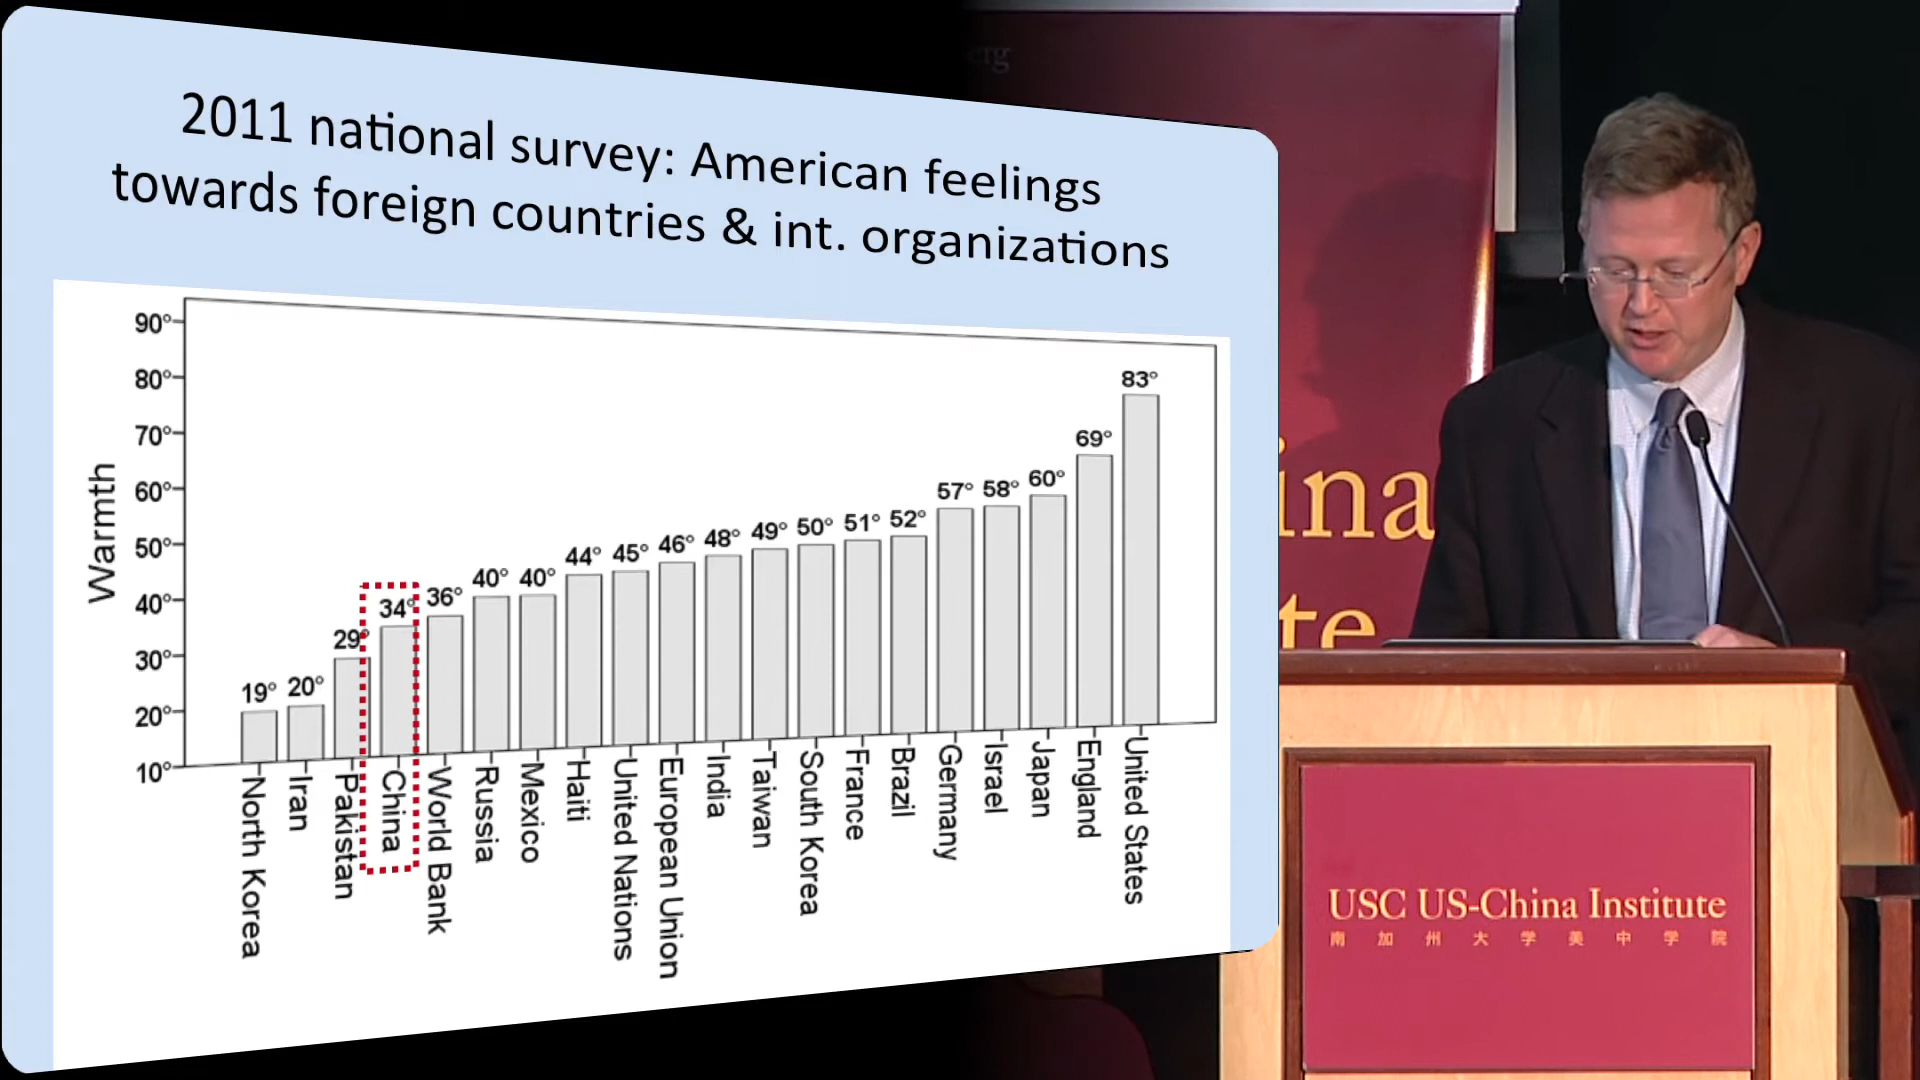 2011 national survey: American feelings
towards foreign countries & int. organizations
Warmth
90°
80°
70°
60°
50°
40°
30°
20°
10°
19°
20°
29°
34°
36°
40°
40°
44°
45°
46°
48°
49°
50°
51°
52°
57°
58°
60°
69°
83°
North Korea
Iran
Pakistan
China
World Bank
Russia
Mexico
Haiti
United Nations
European Union
India
Taiwan
South Korea
France
Brazil
Germany
Israel
Japan
England
United States
erg
ina
te
USC US-China Institute
南加州大学美中学院